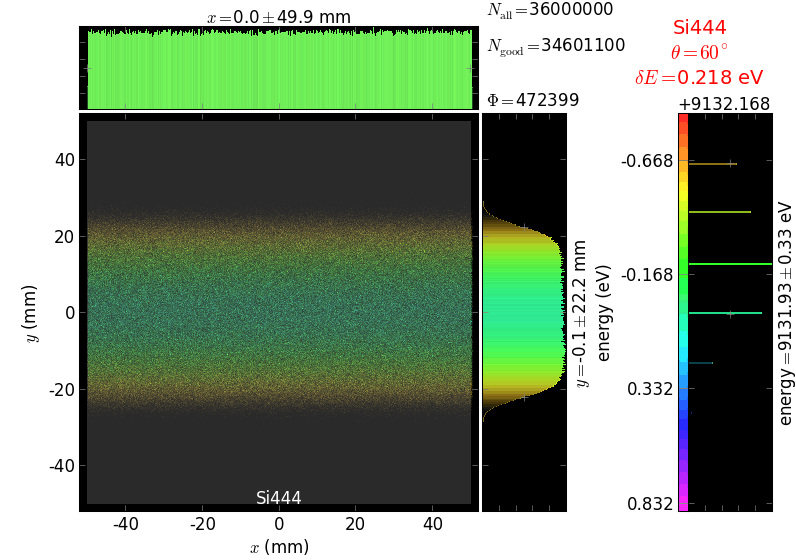 x=0.0±49.9 mm
N_all=36000000
N_good=34601100
Φ=472399
Si444
θ=60°
δE=0.218 eV
+9132.168
40
20
0
-20
-40
y (mm)
-40
-20
0
20
40
x (mm)
Si444
y=-0.1±22.2 mm
energy (eV)
-0.668
-0.168
0.332
0.832
energy=9131.93±0.33 eV